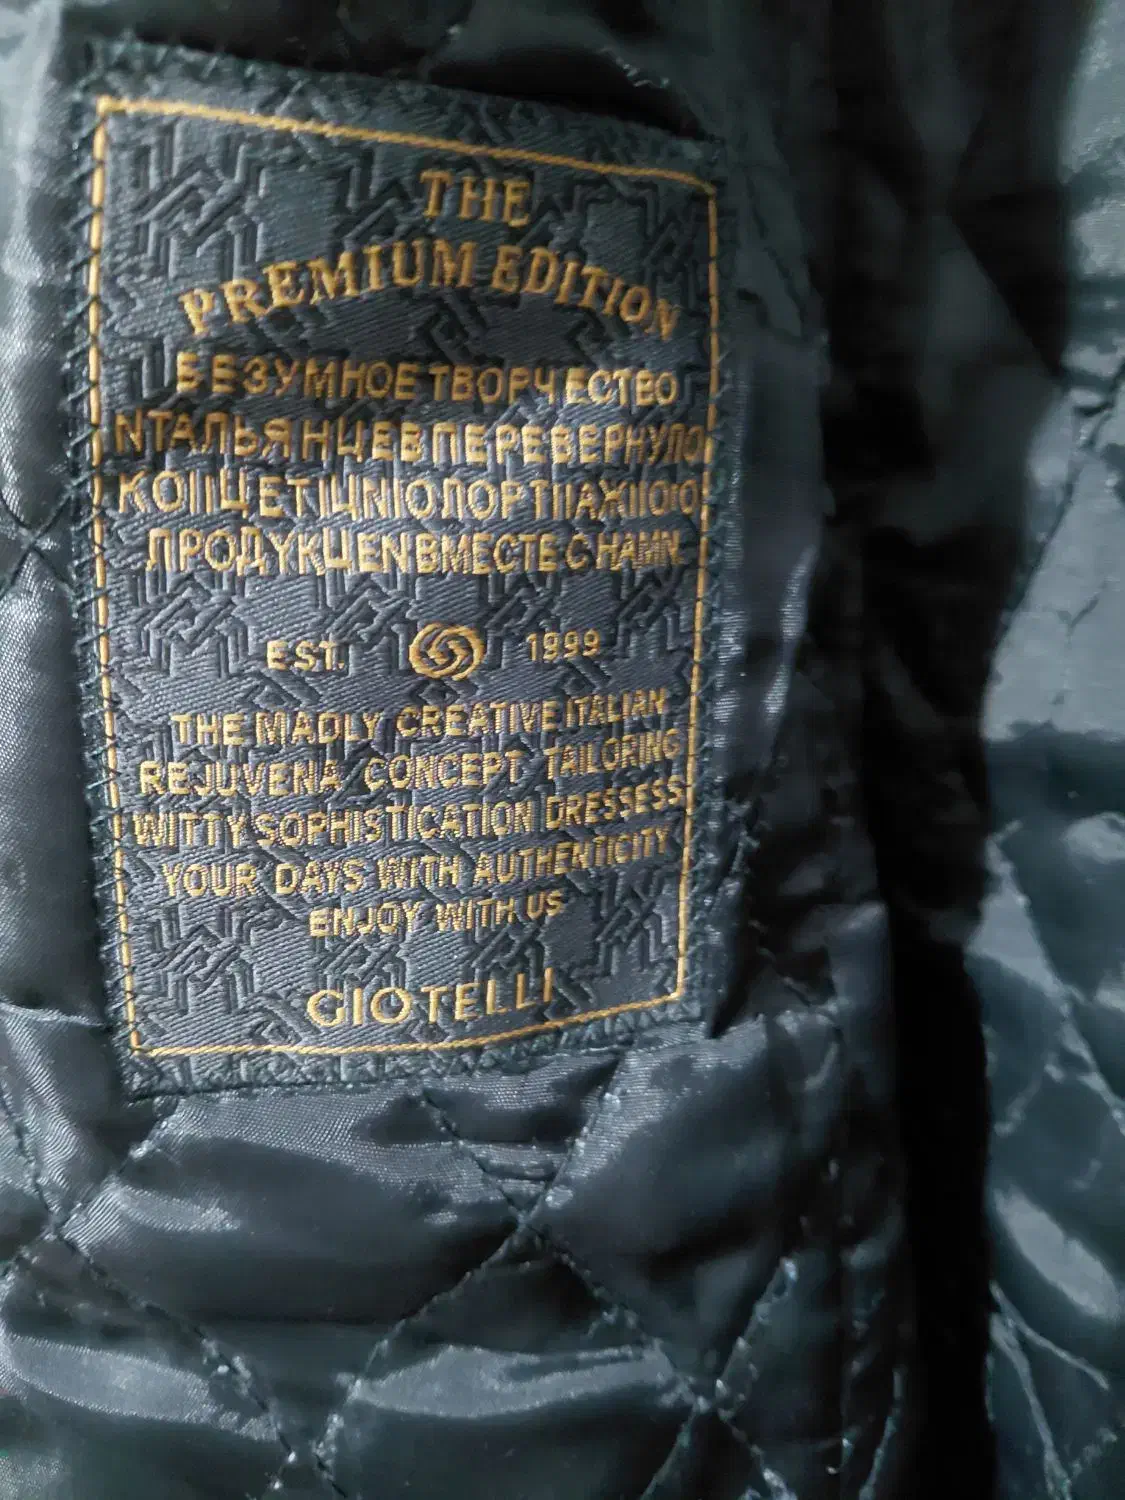 THE
PREMIUM EDITION
БЕЗУМНОЕ ТВОРЧЕСТВО
NТАЛЬЯНЦЕВ ПЕРЕВЕРНУЛО
ПРОДУКЦЕN ВМЕСТЕ С НАМN
EST. 1999
THE MADLY CREATIVE ITALIAN
REJUVENA CONCEPT TAILORING
WITTY SOPHISTICATION DRESSESS
YOUR DAYS WITH AUTHENTICITY
ENJOY WITH US
GIOTELLI